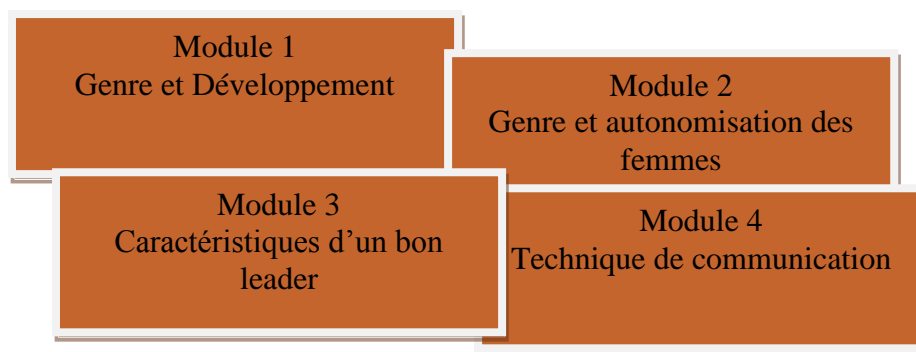 Module 1
Genre et Développement
Module 2
Genre et autonomisation des
femmes
Module 3
Caractéristiques d’un bon
leader
Module 4
Technique de communication